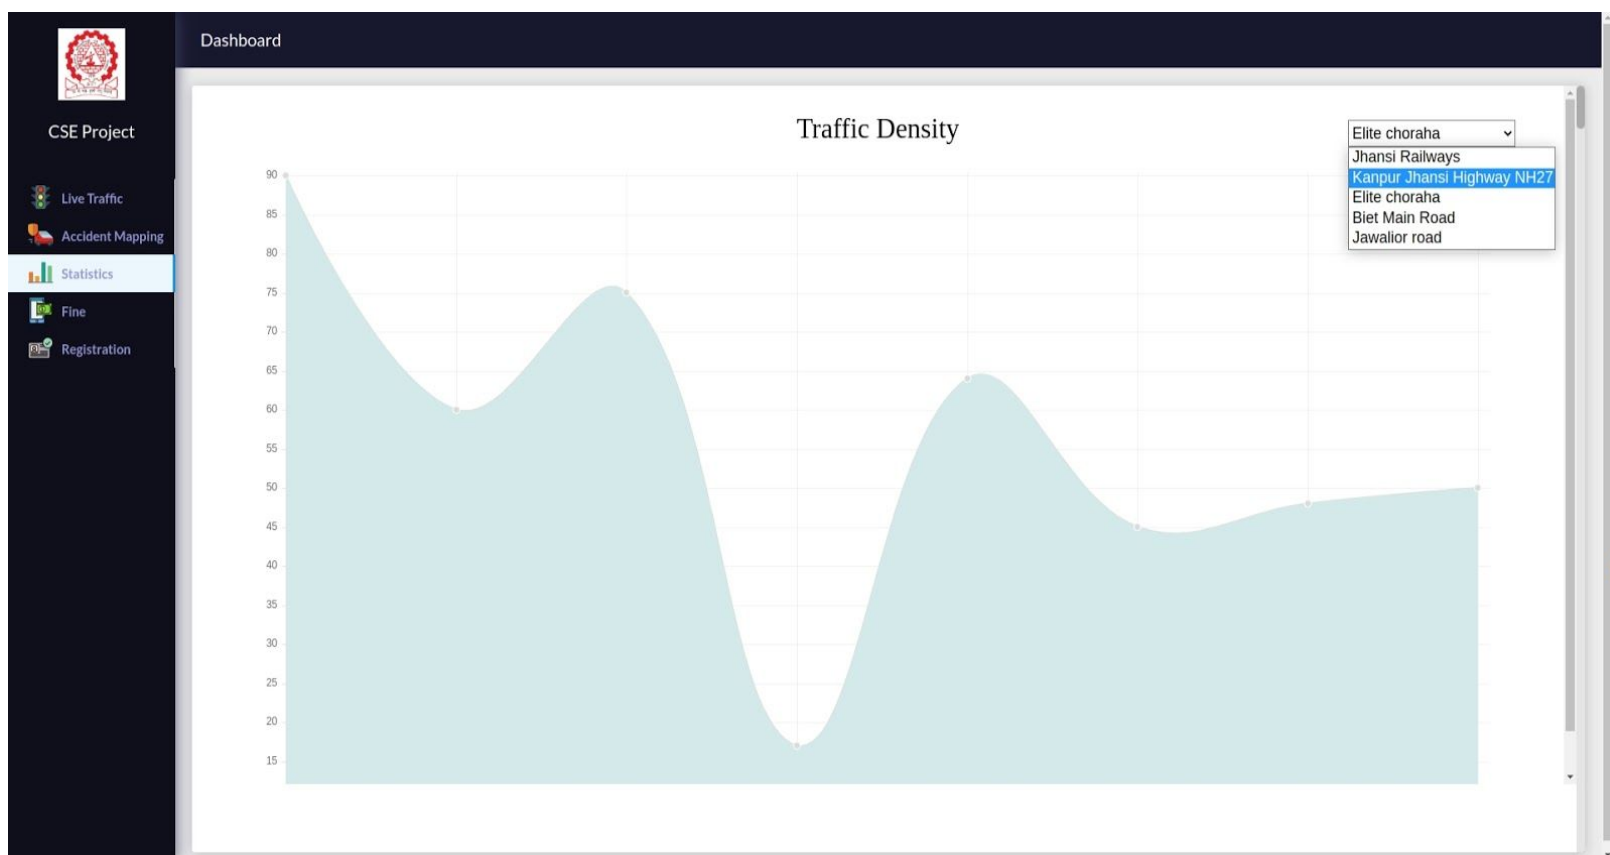 Dashboard
CSE Project
Live Traffic
Accident Mapping
Statistics
Fine
Registration
Traffic Density
Elite choraha
Jhansi Railways
Kanpur Jhansi Highway NH27
Elite choraha
Biet Main Road
Jawalior road
90
85
80
75
70
65
60
55
50
45
40
35
30
25
20
15